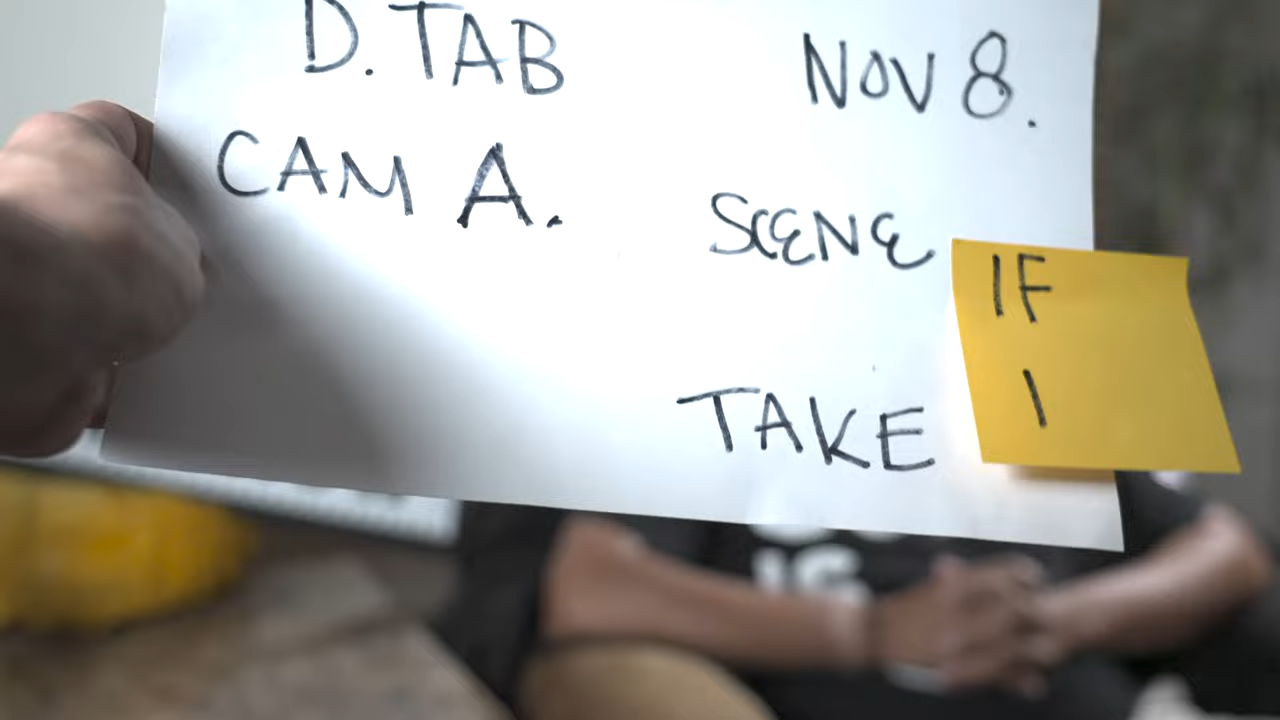 D. TAB
NOV 8.
CAM A.
SCENE IF
TAKE 1